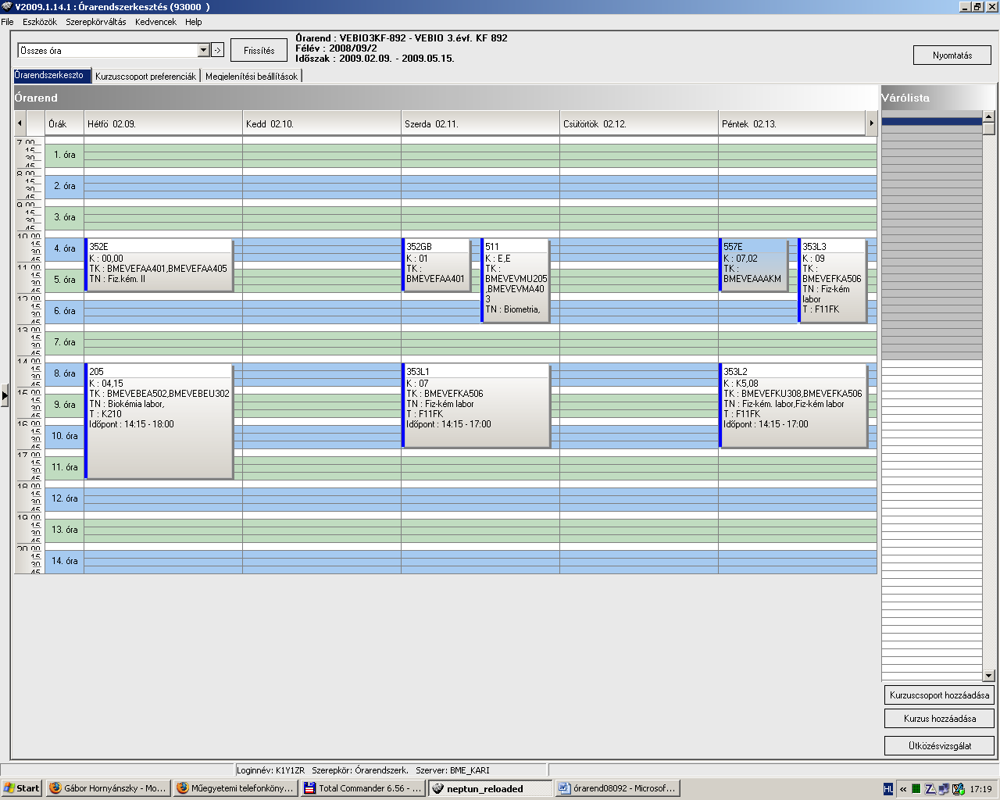 V2009.1.14.1 : Órarendszerkesztés (93000 )
File Eszközök Szerepkörváltás Kedvencek Help
Összes óra
->
Frissítés
Órarend : VEBIO3KF-892 - VEBIO 3.évf. KF 892
Félév : 2008/09/2
Időszak : 2009.02.09. - 2009.05.15.
Nyomtatás
Órarendszerkeszto Kurzuscsoport preferenciák Megjelenítési beállítások
Órarend
Várólista
Órák Hétfő 02.09. Kedd 02.10. Szerda 02.11. Csütörtök 02.12. Péntek 02.13.
7 00
15
30
45
1. óra
8 00
15
30
45
2. óra
9 00
15
30
45
3. óra
10 00
15
30
45
4. óra
11 00
15
30
45
5. óra
12 00
15
30
45
6. óra
13 00
15
30
45
7. óra
14 00
15
30
45
8. óra
15 00
15
30
45
9. óra
16 00
15
30
45
10. óra
17 00
15
30
45
11. óra
18 00
15
30
45
12. óra
19 00
15
30
45
13. óra
20 00
15
30
45
14. óra
352E
K : 00,00
TK : BMEVEFAA401,BMEVEFAA405
TN : Fiz.kém. II
205
K : 04,15
TK : BMEVEBEA502,BMEVEBEU302
TN : Biokémia labor,
T : K210
Időpont : 14:15 - 18:00
352GB
K : 01
TK :
BMEVEFAA401
511
K : E,E
TK :
BMEVEVMU205
,BMEVEVMA40
3
TN : Biometria,
353L1
K : 07
TK : BMEVEFKA506
TN : Fiz-kém labor
T : F11FK
Időpont : 14:15 - 17:00
557E
K : 07,02
TK :
BMEVEAAAKM
353L3
K : 09
TK :
BMEVEFKA506
TN : Fiz-kém
labor
T : F11FK
353L2
K : K5,08
TK : BMEVEFKU308,BMEVEFKA506
TN : Fiz-kém. labor,Fiz-kém labor
T : F11FK
Időpont : 14:15 - 17:00
Kurzuscsoport hozzáadása
Kurzus hozzáadása
Ütközésvizsgálat
Loginnév: K1Y1ZR Szerepkör: Órarendszerk. Szerver: BME_KARI
Start Gábor Hornyánszky - Mo... Műegyetemi telefonköny... Total Commander 6.56 - ... neptun_reloaded órarend08092 - Microsof... HU « 17:19